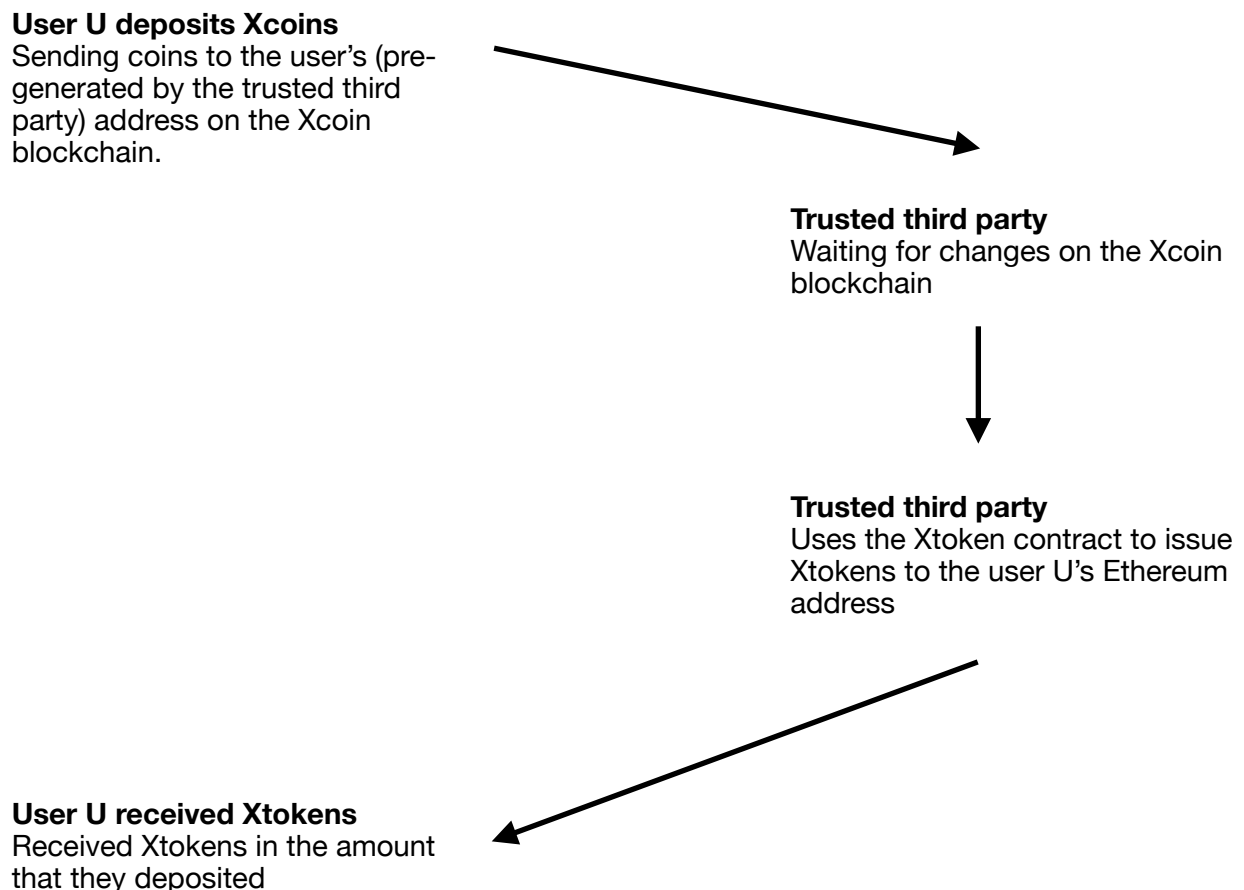 User U deposits Xcoins
Sending coins to the user’s (pre-
generated by the trusted third
party) address on the Xcoin
blockchain.
Trusted third party
Waiting for changes on the Xcoin
blockchain
Trusted third party
Uses the Xtoken contract to issue
Xtokens to the user U’s Ethereum
address
User U received Xtokens
Received Xtokens in the amount
that they deposited